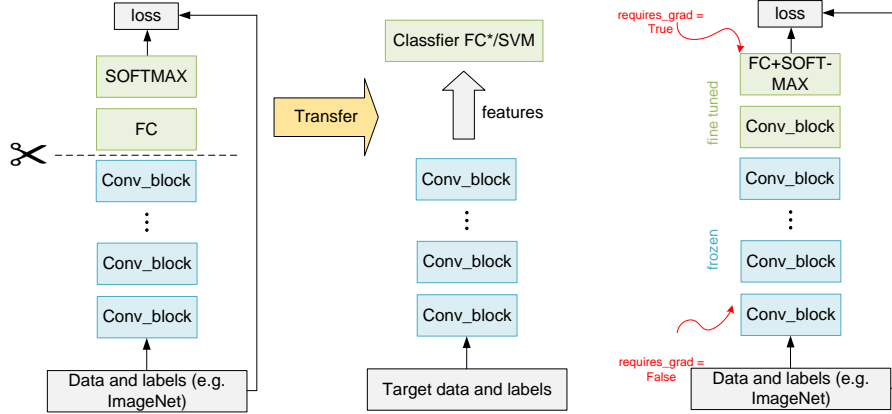 loss
SOFTMAX
FC
Conv_block
Conv_block
Conv_block
Data and labels (e.g.
ImageNet)
Transfer
Classfier FC*/SVM
features
Conv_block
Conv_block
Conv_block
Target data and labels
requires_grad =
True
loss
FC+SOFT-
MAX
fine tuned
Conv_block
Conv_block
frozen
Conv_block
Conv_block
requires_grad =
False
Data and labels (e.g.
ImageNet)